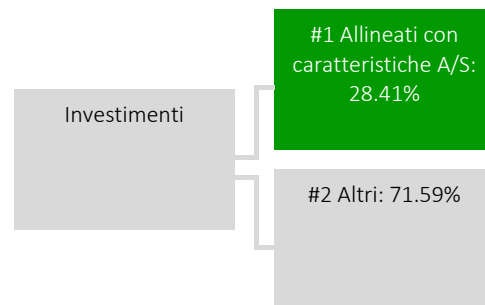 Investimenti
#1 Allineati con
caratteristiche A/S:
28.41%
#2 Altri: 71.59%